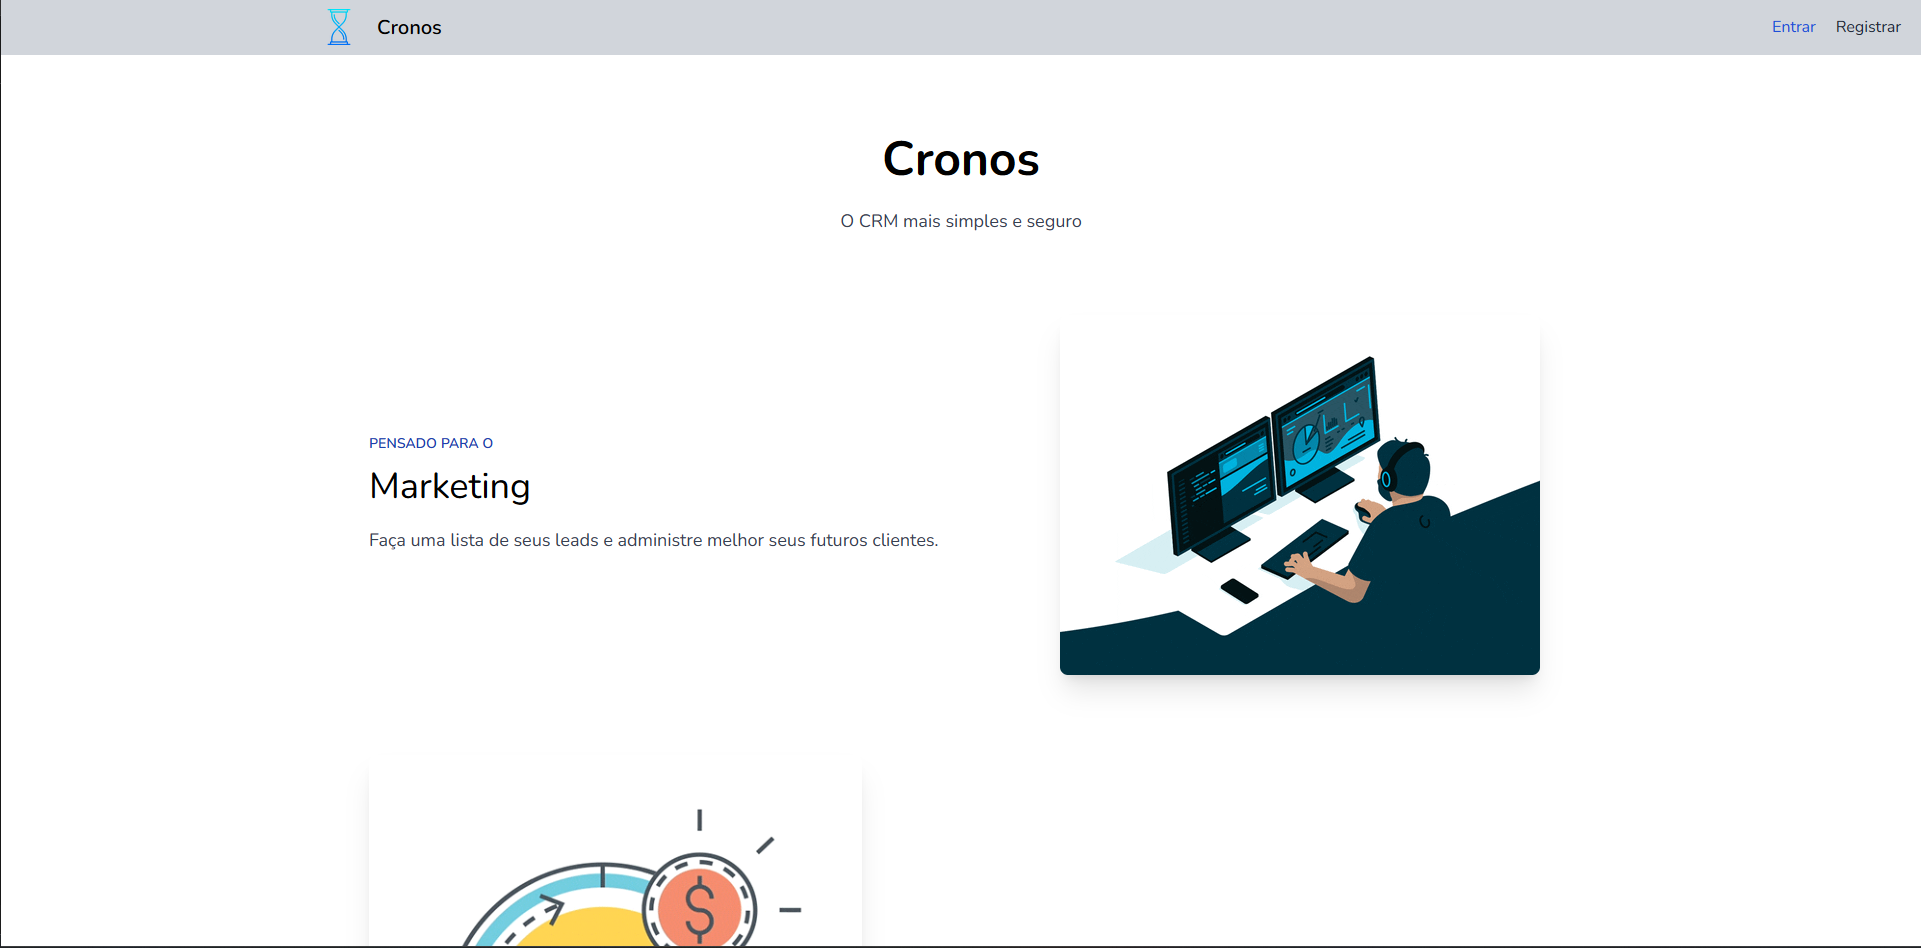 Cronos
Entrar Registrar
Cronos
O CRM mais simples e seguro
PENSADO PARA O
Marketing
Faça uma lista de seus leads e administre melhor seus futuros clientes.
$